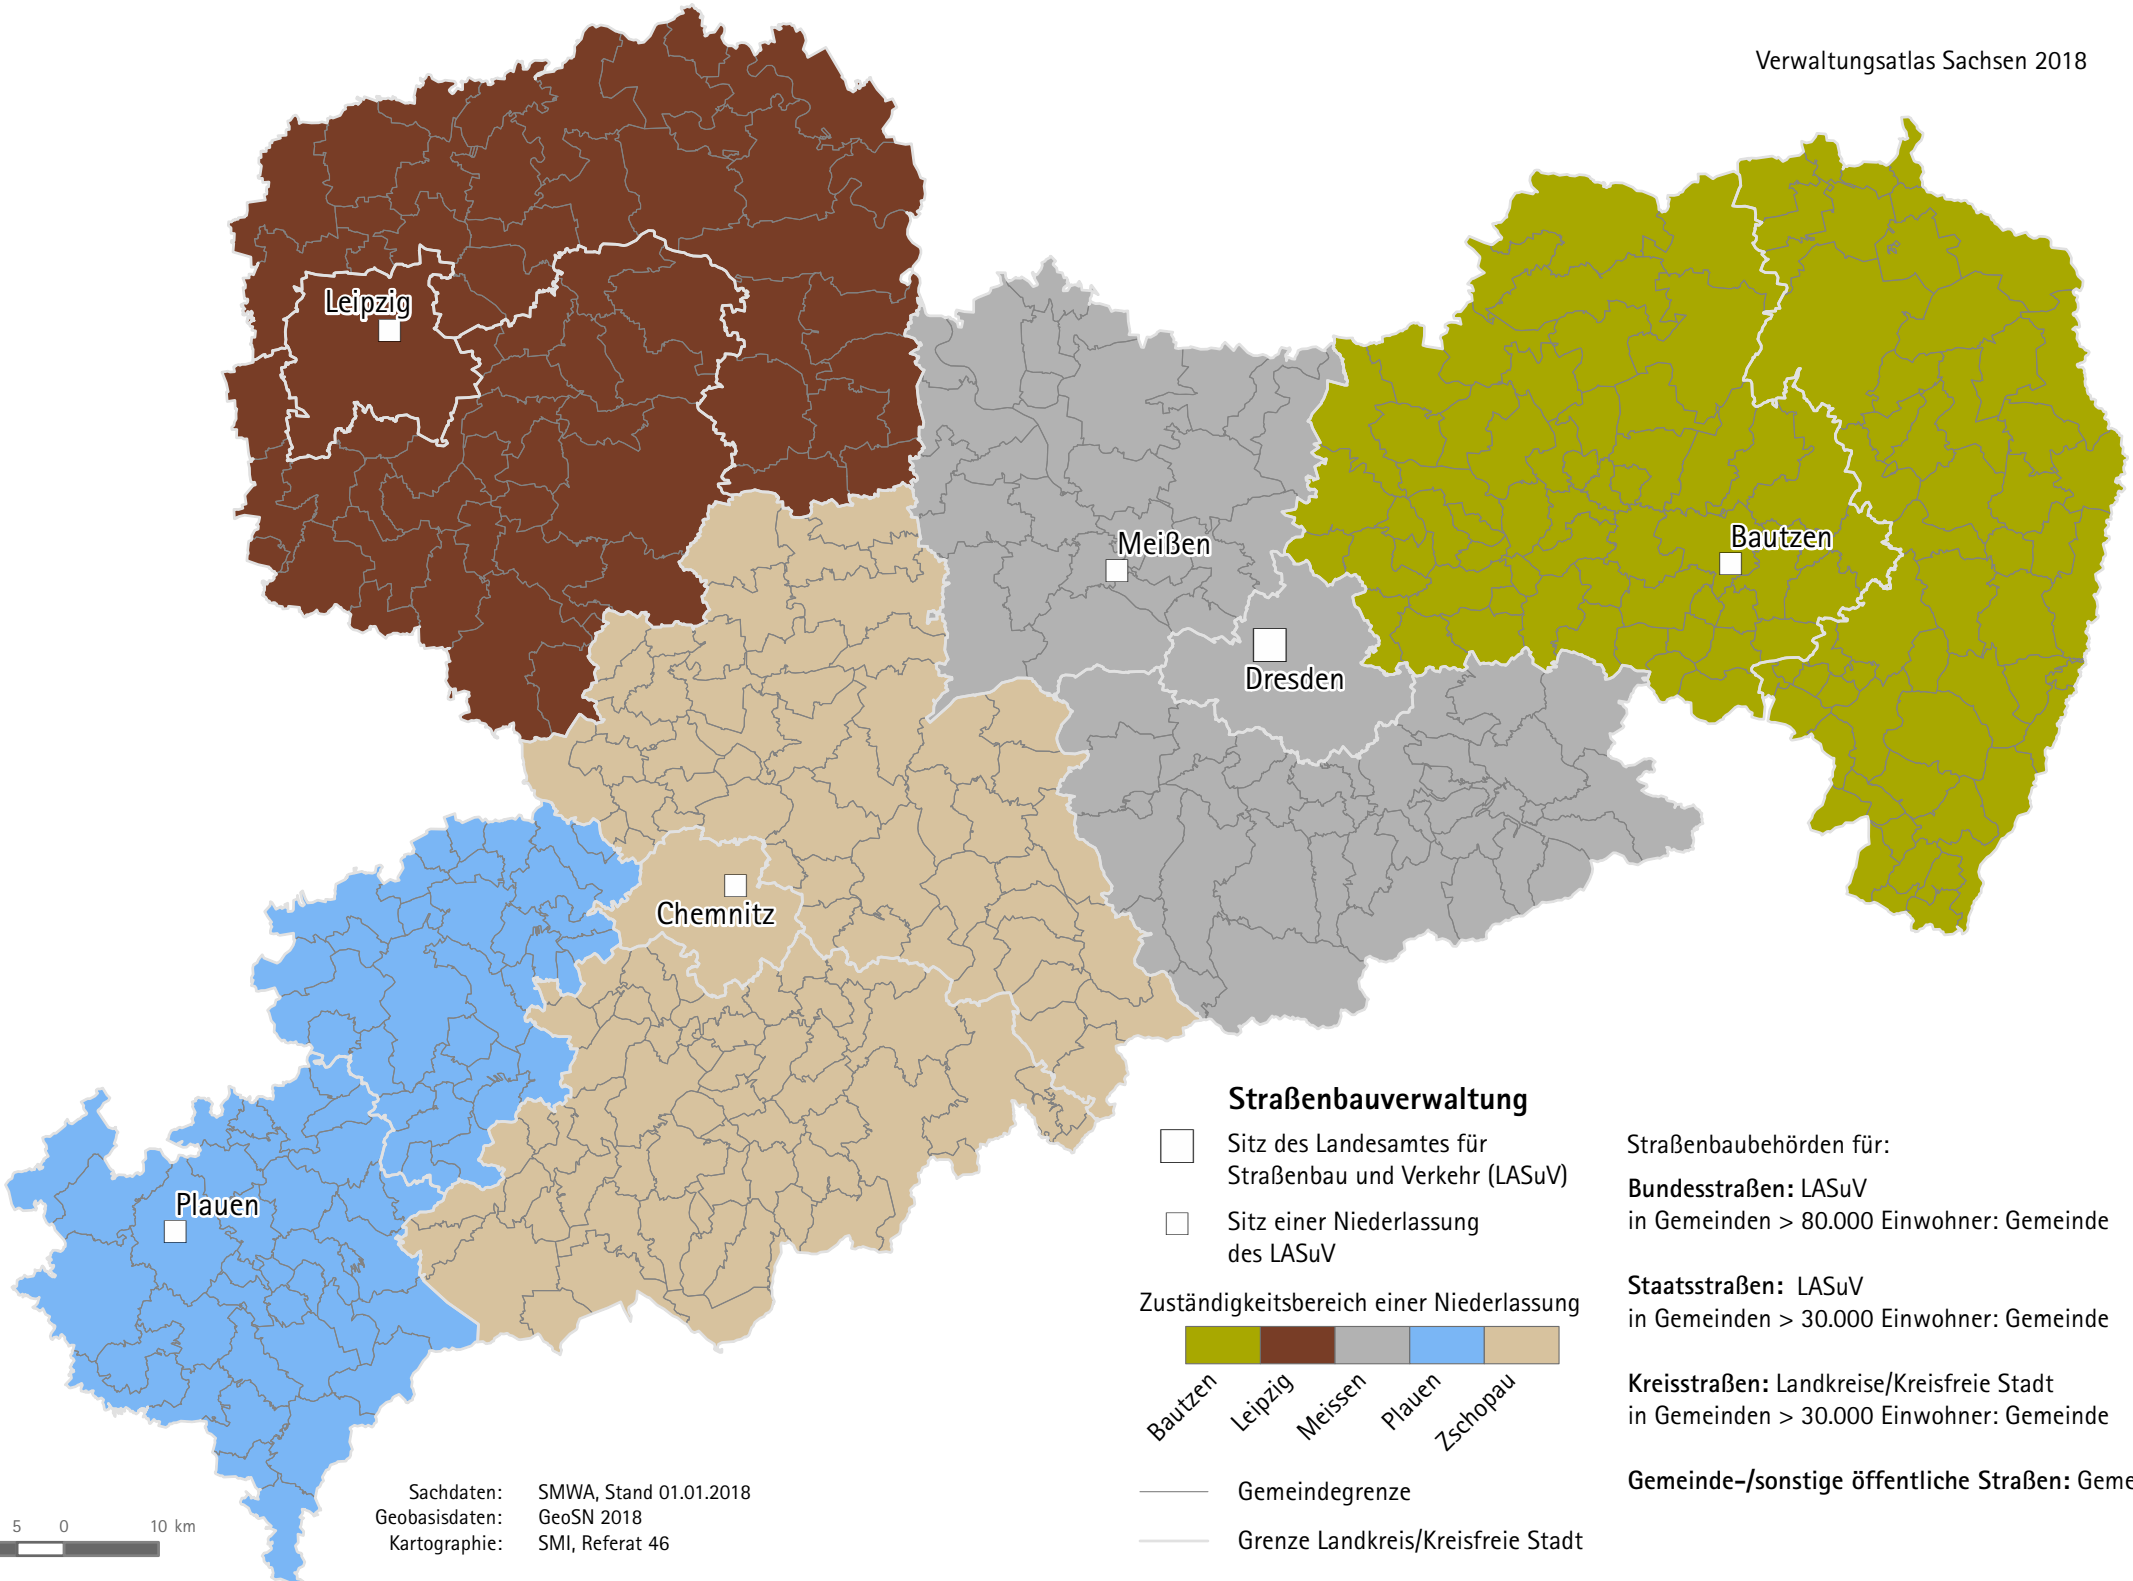 Verwaltungsatlas Sachsen 2018
Leipzig
Meißen
Bautzen
Dresden
Chemnitz
Plauen
Straßenbauverwaltung
Sitz des Landesamtes für
Straßenbau und Verkehr (LASuV)
Sitz einer Niederlassung
des LASuV
Zuständigkeitsbereich einer Niederlassung
Bautzen
Leipzig
Meissen
Plauen
Zschopau
Gemeindegrenze
Grenze Landkreis/Kreisfreie Stadt
Straßenbaubehörden für:
Bundesstraßen: LASuV
in Gemeinden > 80.000 Einwohner: Gemeinde
Staatsstraßen: LASuV
in Gemeinden > 30.000 Einwohner: Gemeinde
Kreisstraßen: Landkreise/Kreisfreie Stadt
in Gemeinden > 30.000 Einwohner: Gemeinde
Gemeinde-/sonstige öffentliche Straßen:
Sachdaten: SMWA, Stand 01.01.2018
Geobasisdaten: GeoSN 2018
Kartographie: SMI, Referat 46
5 0 10 km